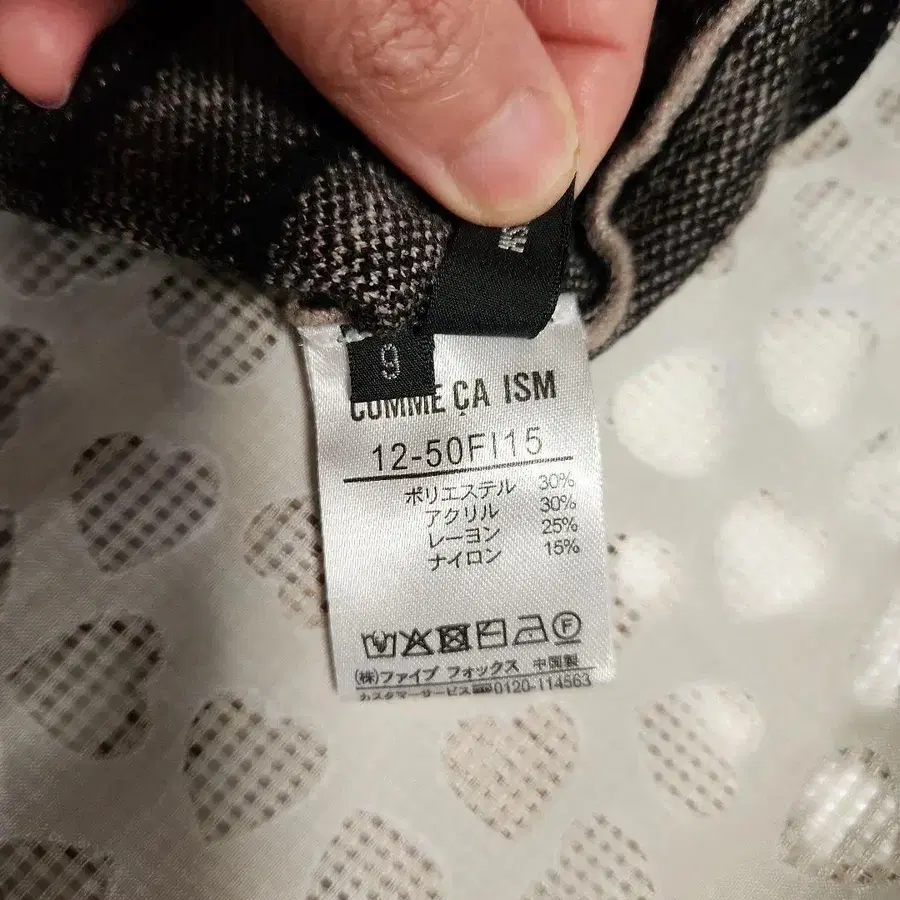 9
COMME ÇA ISM
12-50FI15
ポリエステル 30%
アクリル 30%
レーヨン 25%
ナイロン 15%
F
(株)ファイブ フォックス 中国製
カスタマーサービス 0120-114563